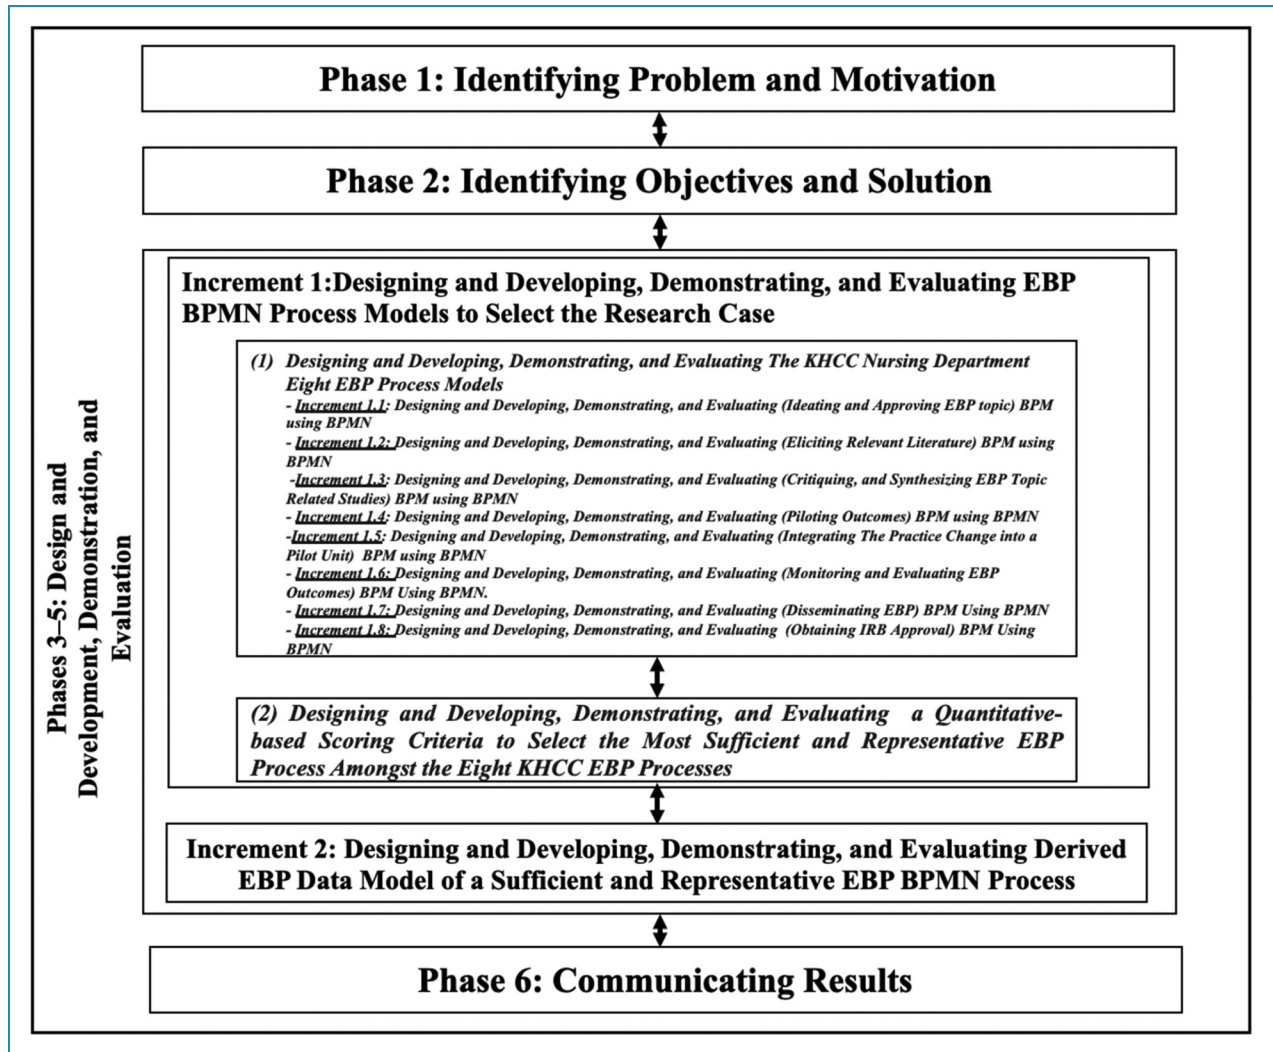 Phase 1: Identifying Problem and Motivation
Phase 2: Identifying Objectives and Solution
Phases 3–5: Design and
Development, Demonstration, and
Evaluation
Increment 1:Designing and Developing, Demonstrating, and Evaluating EBP
BPMN Process Models to Select the Research Case
(1) Designing and Developing, Demonstrating, and Evaluating The KHCC Nursing Department
Eight EBP Process Models
- Increment 1.1: Designing and Developing, Demonstrating, and Evaluating (Ideating and Approving EBP topic) BPM
using BPMN
- Increment 1.2: Designing and Developing, Demonstrating, and Evaluating (Eliciting Relevant Literature) BPM using
BPMN
-Increment 1.3: Designing and Developing, Demonstrating, and Evaluating (Critiquing, and Synthesizing EBP Topic
Related Studies) BPM using BPMN
- Increment 1.4: Designing and Developing, Demonstrating, and Evaluating (Piloting Outcomes) BPM using BPMN
-Increment 1.5: Designing and Developing, Demonstrating, and Evaluating (Integrating The Practice Change into a
Pilot Unit) BPM using BPMN
- Increment 1.6: Designing and Developing, Demonstrating, and Evaluating (Monitoring and Evaluating EBP
Outcomes) BPM Using BPMN.
- Increment 1.7: Designing and Developing, Demonstrating, and Evaluating (Disseminating EBP) BPM Using BPMN
- Increment 1.8: Designing and Developing, Demonstrating, and Evaluating (Obtaining IRB Approval) BPM Using
BPMN
(2) Designing and Developing, Demonstrating, and Evaluating a Quantitative-
based Scoring Criteria to Select the Most Sufficient and Representative EBP
Process Amongst the Eight KHCC EBP Processes
Increment 2: Designing and Developing, Demonstrating, and Evaluating Derived
EBP Data Model of a Sufficient and Representative EBP BPMN Process
Phase 6: Communicating Results